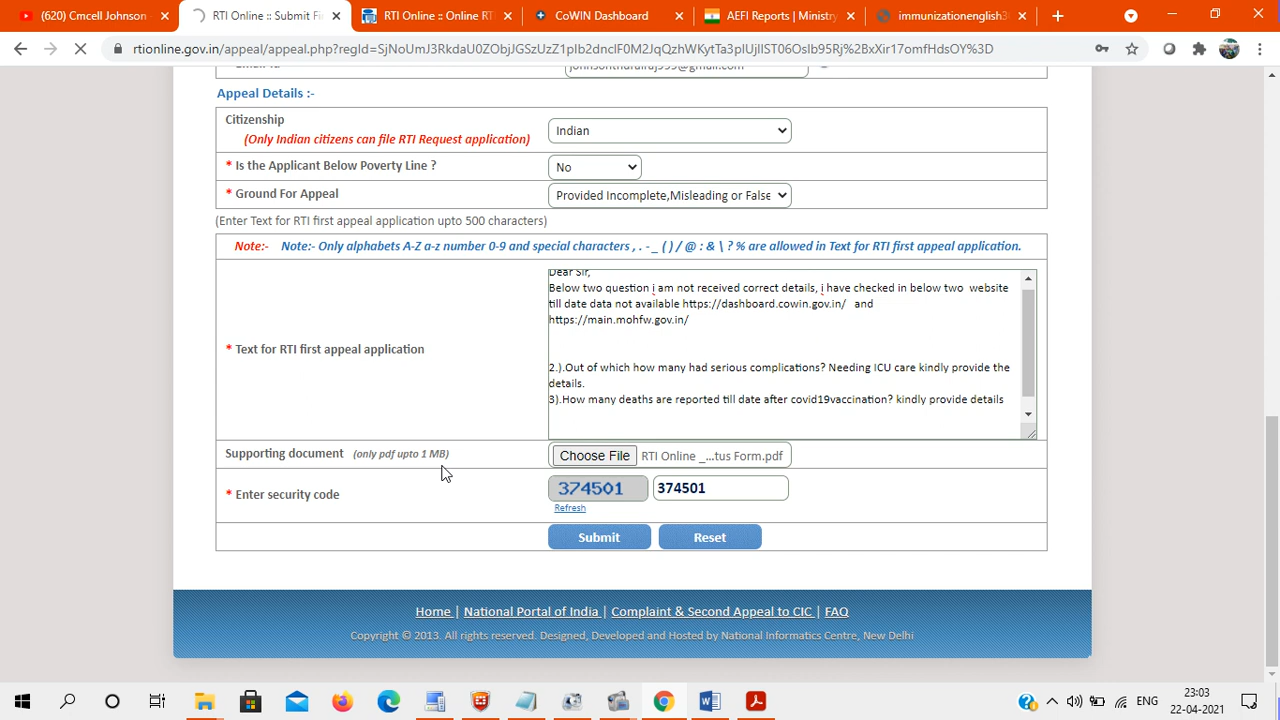 (620) Cmcell Johnson -
RTI Online :: Submit Fi
RTI Online :: Online RT
CoWIN Dashboard
AEFI Reports | Ministry
immunizationenglish3
rtionline.gov.in/appeal/appeal.php?regId=
Appeal Details :-
Citizenship
(Only Indian citizens can file RTI Request application)
Indian
* Is the Applicant Below Poverty Line ?
No
* Ground For Appeal
Provided Incomplete,Misleading or False
(Enter Text for RTI first appeal application upto 500 characters)
Note:- Note:- Only alphabets A-Z a-z number 0-9 and special characters , . - _ ( ) / @ : & \ ? % are allowed in Text for RTI first appeal application.
Dear Sir,
Below two question i am not received correct details, i have checked in below two website
till date data not available https://dashboard.cowin.gov.in/ and
https://main.mohfw.gov.in/
* Text for RTI first appeal application
2.).Out of which how many had serious complications? Needing ICU care kindly provide the
details.
3).How many deaths are reported till date after covid19vaccination? kindly provide details
Supporting document (only pdf upto 1 MB)
Choose File RTI Online _...tus Form.pdf
* Enter security code
374501
374501
Refresh
Submit
Reset
Home | National Portal of India | Complaint & Second Appeal to CIC | FAQ
Copyright © 2013. All rights reserved. Designed, Developed and Hosted by National Informatics Centre, New Delhi
ENG
23:03
22-04-2021